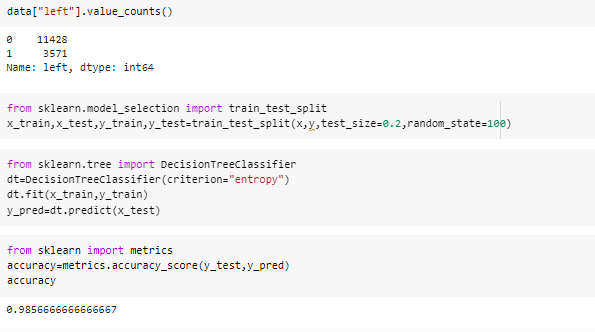 data["left"].value_counts()
0    11428
1     3571
Name: left, dtype: int64
from sklearn.model_selection import train_test_split
x_train,x_test,y_train,y_test=train_test_split(x,y,test_size=0.2,random_state=100)
from sklearn.tree import DecisionTreeClassifier
dt=DecisionTreeClassifier(criterion="entropy")
dt.fit(x_train,y_train)
y_pred=dt.predict(x_test)
from sklearn import metrics
accuracy=metrics.accuracy_score(y_test,y_pred)
accuracy
0.9856666666666667